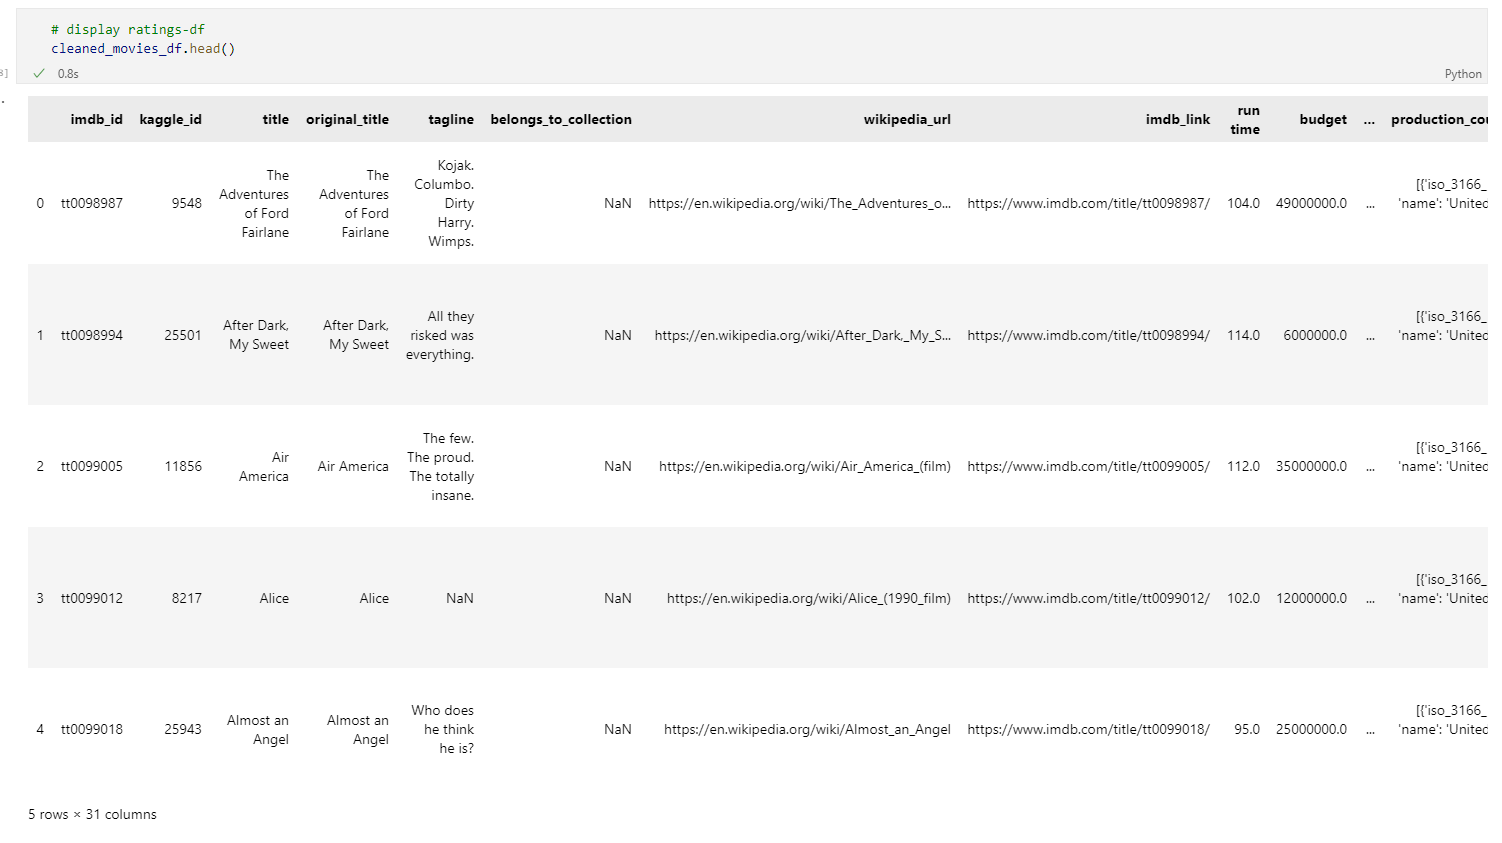 # display ratings-df
cleaned_movies_df.head()
3] 0.8s Python
imdb_id kaggle_id title original_title tagline belongs_to_collection wikipedia_url imdb_link run time budget ... production_cou
0 tt0098987 9548 The Adventures of Ford Fairlane The Adventures of Ford Fairlane Kojak. Columbo. Dirty Harry. Wimps. NaN https://en.wikipedia.org/wiki/The_Adventures_o... https://www.imdb.com/title/tt0098987/ 104.0 49000000.0 ... [{'iso_3166_ 'name': 'United
1 tt0098994 25501 After Dark, My Sweet After Dark, My Sweet All they risked was everything. NaN https://en.wikipedia.org/wiki/After_Dark,_My_S... https://www.imdb.com/title/tt0098994/ 114.0 6000000.0 ... [{'iso_3166_ 'name': 'United
2 tt0099005 11856 Air America Air America The few. The proud. The totally insane. NaN https://en.wikipedia.org/wiki/Air_America_(film) https://www.imdb.com/title/tt0099005/ 112.0 35000000.0 ... [{'iso_3166_ 'name': 'United
3 tt0099012 8217 Alice Alice NaN NaN https://en.wikipedia.org/wiki/Alice_(1990_film) https://www.imdb.com/title/tt0099012/ 102.0 12000000.0 ... [{'iso_3166_ 'name': 'United
4 tt0099018 25943 Almost an Angel Almost an Angel Who does he think he is? NaN https://en.wikipedia.org/wiki/Almost_an_Angel https://www.imdb.com/title/tt0099018/ 95.0 25000000.0 ... [{'iso_3166_ 'name': 'United
5 rows × 31 columns